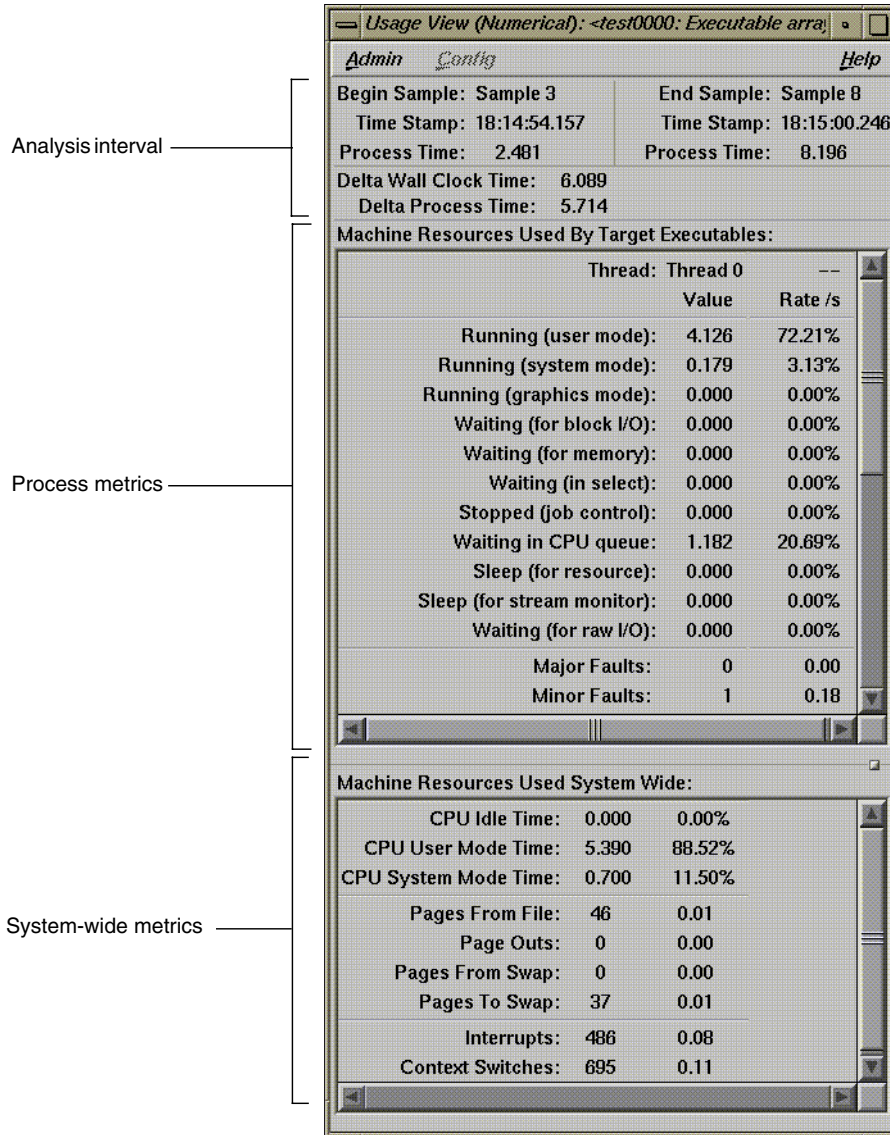 Usage View (Numerical): <test0000: Executable array
Admin Config Help
Begin Sample: Sample 3 End Sample: Sample 8
Time Stamp: 18:14:54.157 Time Stamp: 18:15:00.246
Process Time: 2.481 Process Time: 8.196
Analysis interval
Delta Wall Clock Time: 6.089
Delta Process Time: 5.714
Machine Resources Used By Target Executables:
Thread: Thread 0 --
Value Rate /s
Running (user mode): 4.126 72.21%
Running (system mode): 0.179 3.13%
Running (graphics mode): 0.000 0.00%
Waiting (for block I/O): 0.000 0.00%
Waiting (for memory): 0.000 0.00%
Process metrics
Waiting (in select): 0.000 0.00%
Stopped (job control): 0.000 0.00%
Waiting in CPU queue: 1.182 20.69%
Sleep (for resource): 0.000 0.00%
Sleep (for stream monitor): 0.000 0.00%
Waiting (for raw I/O): 0.000 0.00%
Major Faults: 0 0.00
Minor Faults: 1 0.18
Machine Resources Used System Wide:
CPU Idle Time: 0.000 0.00%
CPU User Mode Time: 5.390 88.52%
CPU System Mode Time: 0.700 11.50%
Pages From File: 46 0.01
System-wide metrics
Page Outs: 0 0.00
Pages From Swap: 0 0.00
Pages To Swap: 37 0.01
Interrupts: 486 0.08
Context Switches: 695 0.11